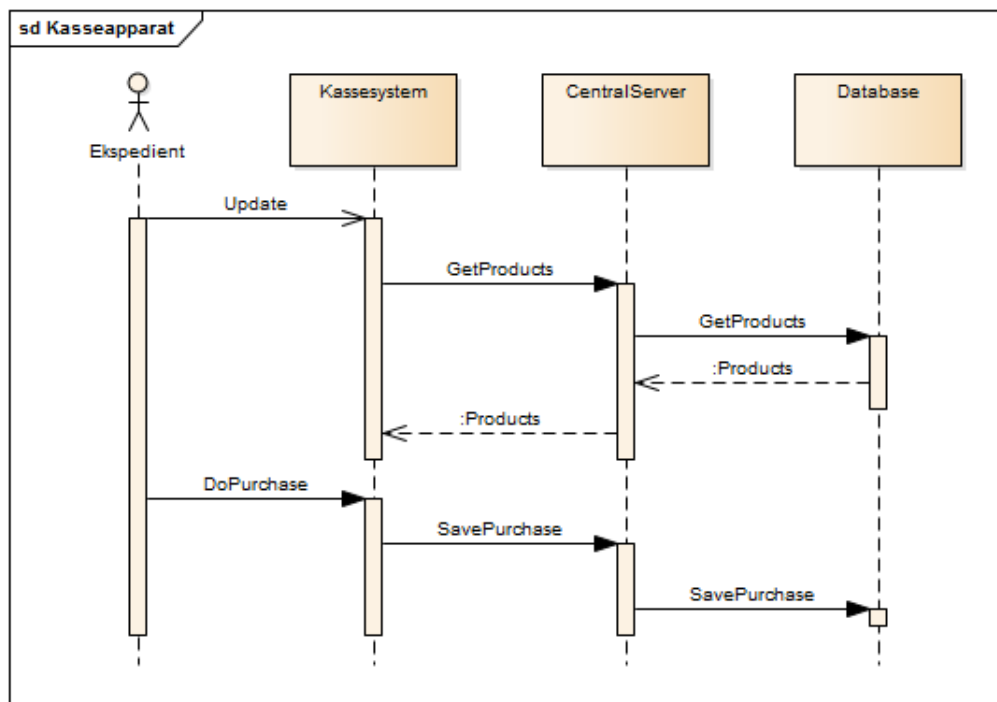 sd Kasseapparat
Kassesystem
CentralServer
Database
Ekspedient
Update
GetProducts
GetProducts
:Products
:Products
DoPurchase
SavePurchase
SavePurchase